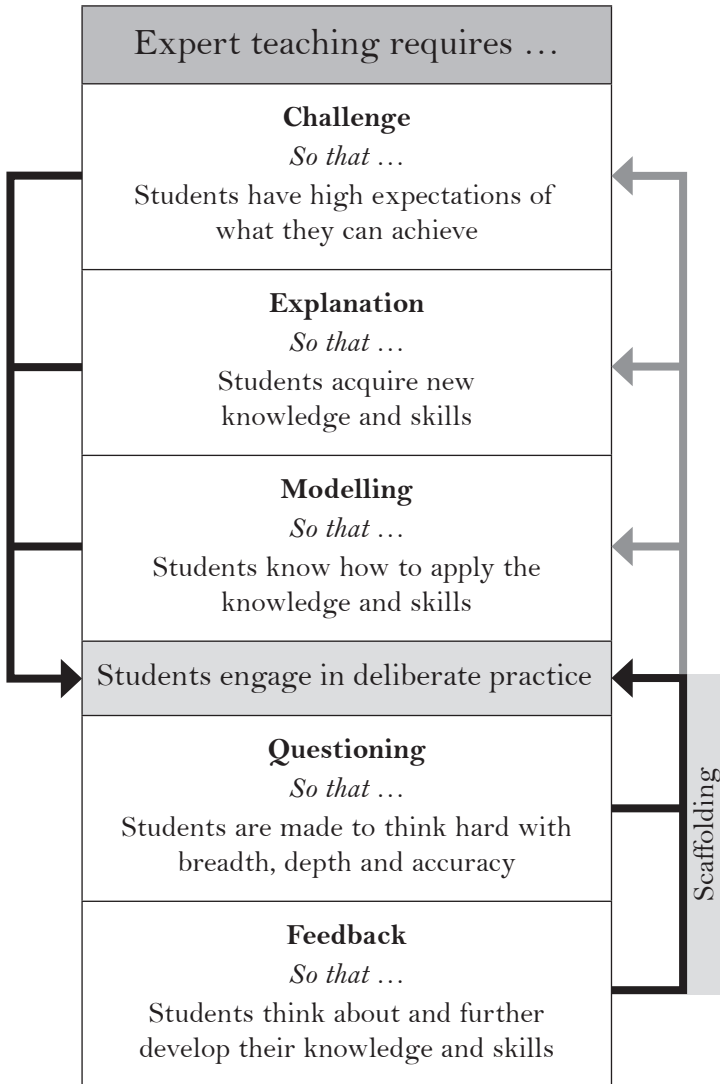 Expert teaching requires …
Challenge
So that …
Students have high expectations of
what they can achieve
Explanation
So that …
Students acquire new
knowledge and skills
Modelling
So that …
Students know how to apply the
knowledge and skills
Students engage in deliberate practice
Questioning
So that …
Students are made to think hard with
breadth, depth and accuracy
Scaffolding
Feedback
So that …
Students think about and further
develop their knowledge and skills